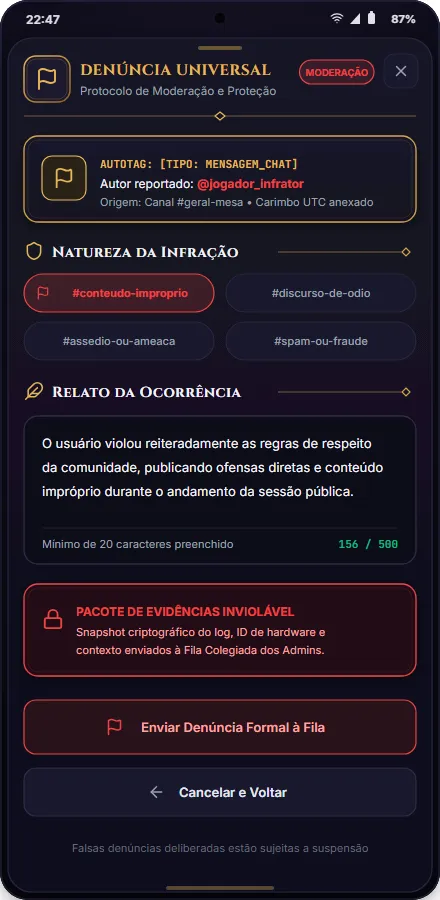 22:47
87%
DENÚNCIA UNIVERSAL
MODERAÇÃO
Protocolo de Moderação e Proteção
AUTOTAG: [TIPO: MENSAGEM_CHAT]
Autor reportado: @jogador_infrator
Origem: Canal #geral-mesa • Carimbo UTC anexado
Natureza da Infração
#conteudo-improprio
#discurso-de-odio
#assedio-ou-ameaca
#spam-ou-fraude
Relato da Ocorrência
O usuário violou reiteradamente as regras de respeito
da comunidade, publicando ofensas diretas e conteúdo
impróprio durante o andamento da sessão pública.
Mínimo de 20 caracteres preenchido
156 / 500
PACOTE DE EVIDÊNCIAS INVIOLÁVEL
Snapshot criptográfico do log, ID de hardware e
contexto enviados à Fila Colegiada dos Admins.
Enviar Denúncia Formal à Fila
Cancelar e Voltar
Falsas denúncias deliberadas estão sujeitas a suspensão